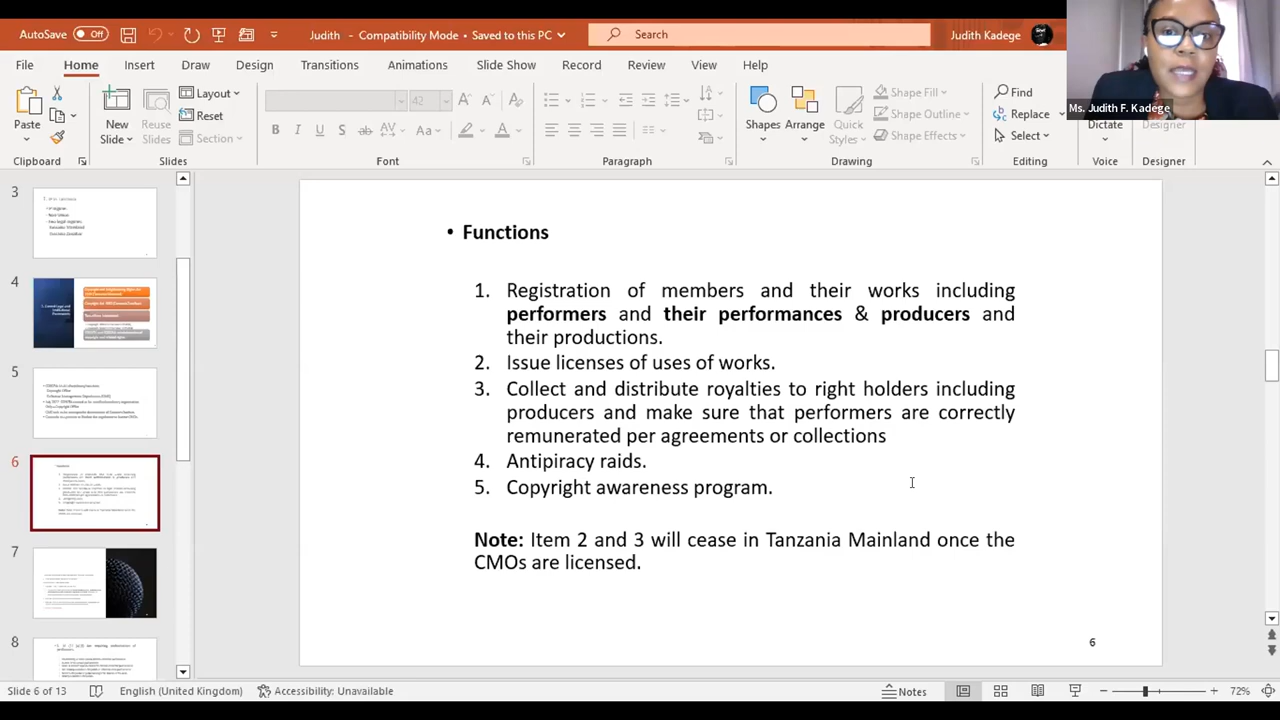 AutoSave Off Judith - Compatibility Mode - Saved to this PC Search Judith Kadege
Ms. Judith F. Kadege
File Home Insert Draw Design Transitions Animations Slide Show Record Review View Help
Paste New Slide Reuse Slides Layout Reset Section
B I U S ab AV Aa A A
Shapes Arrange Quick Styles Shape Fill Shape Outline Shape Effects
Find Replace Select Dictate Designer
Clipboard Slides Font Paragraph Drawing Editing Voice Designer
3
4
5
6
7
8
• Functions
1. Registration of members and their works including
performers and their performances & producers and
their productions.
2. Issue licenses of uses of works.
3. Collect and distribute royalties to right holders including
producers and make sure that performers are correctly
remunerated per agreements or collections
4. Antipiracy raids.
5. Copyright awareness program.
Note: Item 2 and 3 will cease in Tanzania Mainland once the
CMOs are licensed.
6
Slide 6 of 13 English (United Kingdom) Accessibility: Unavailable Notes 72%